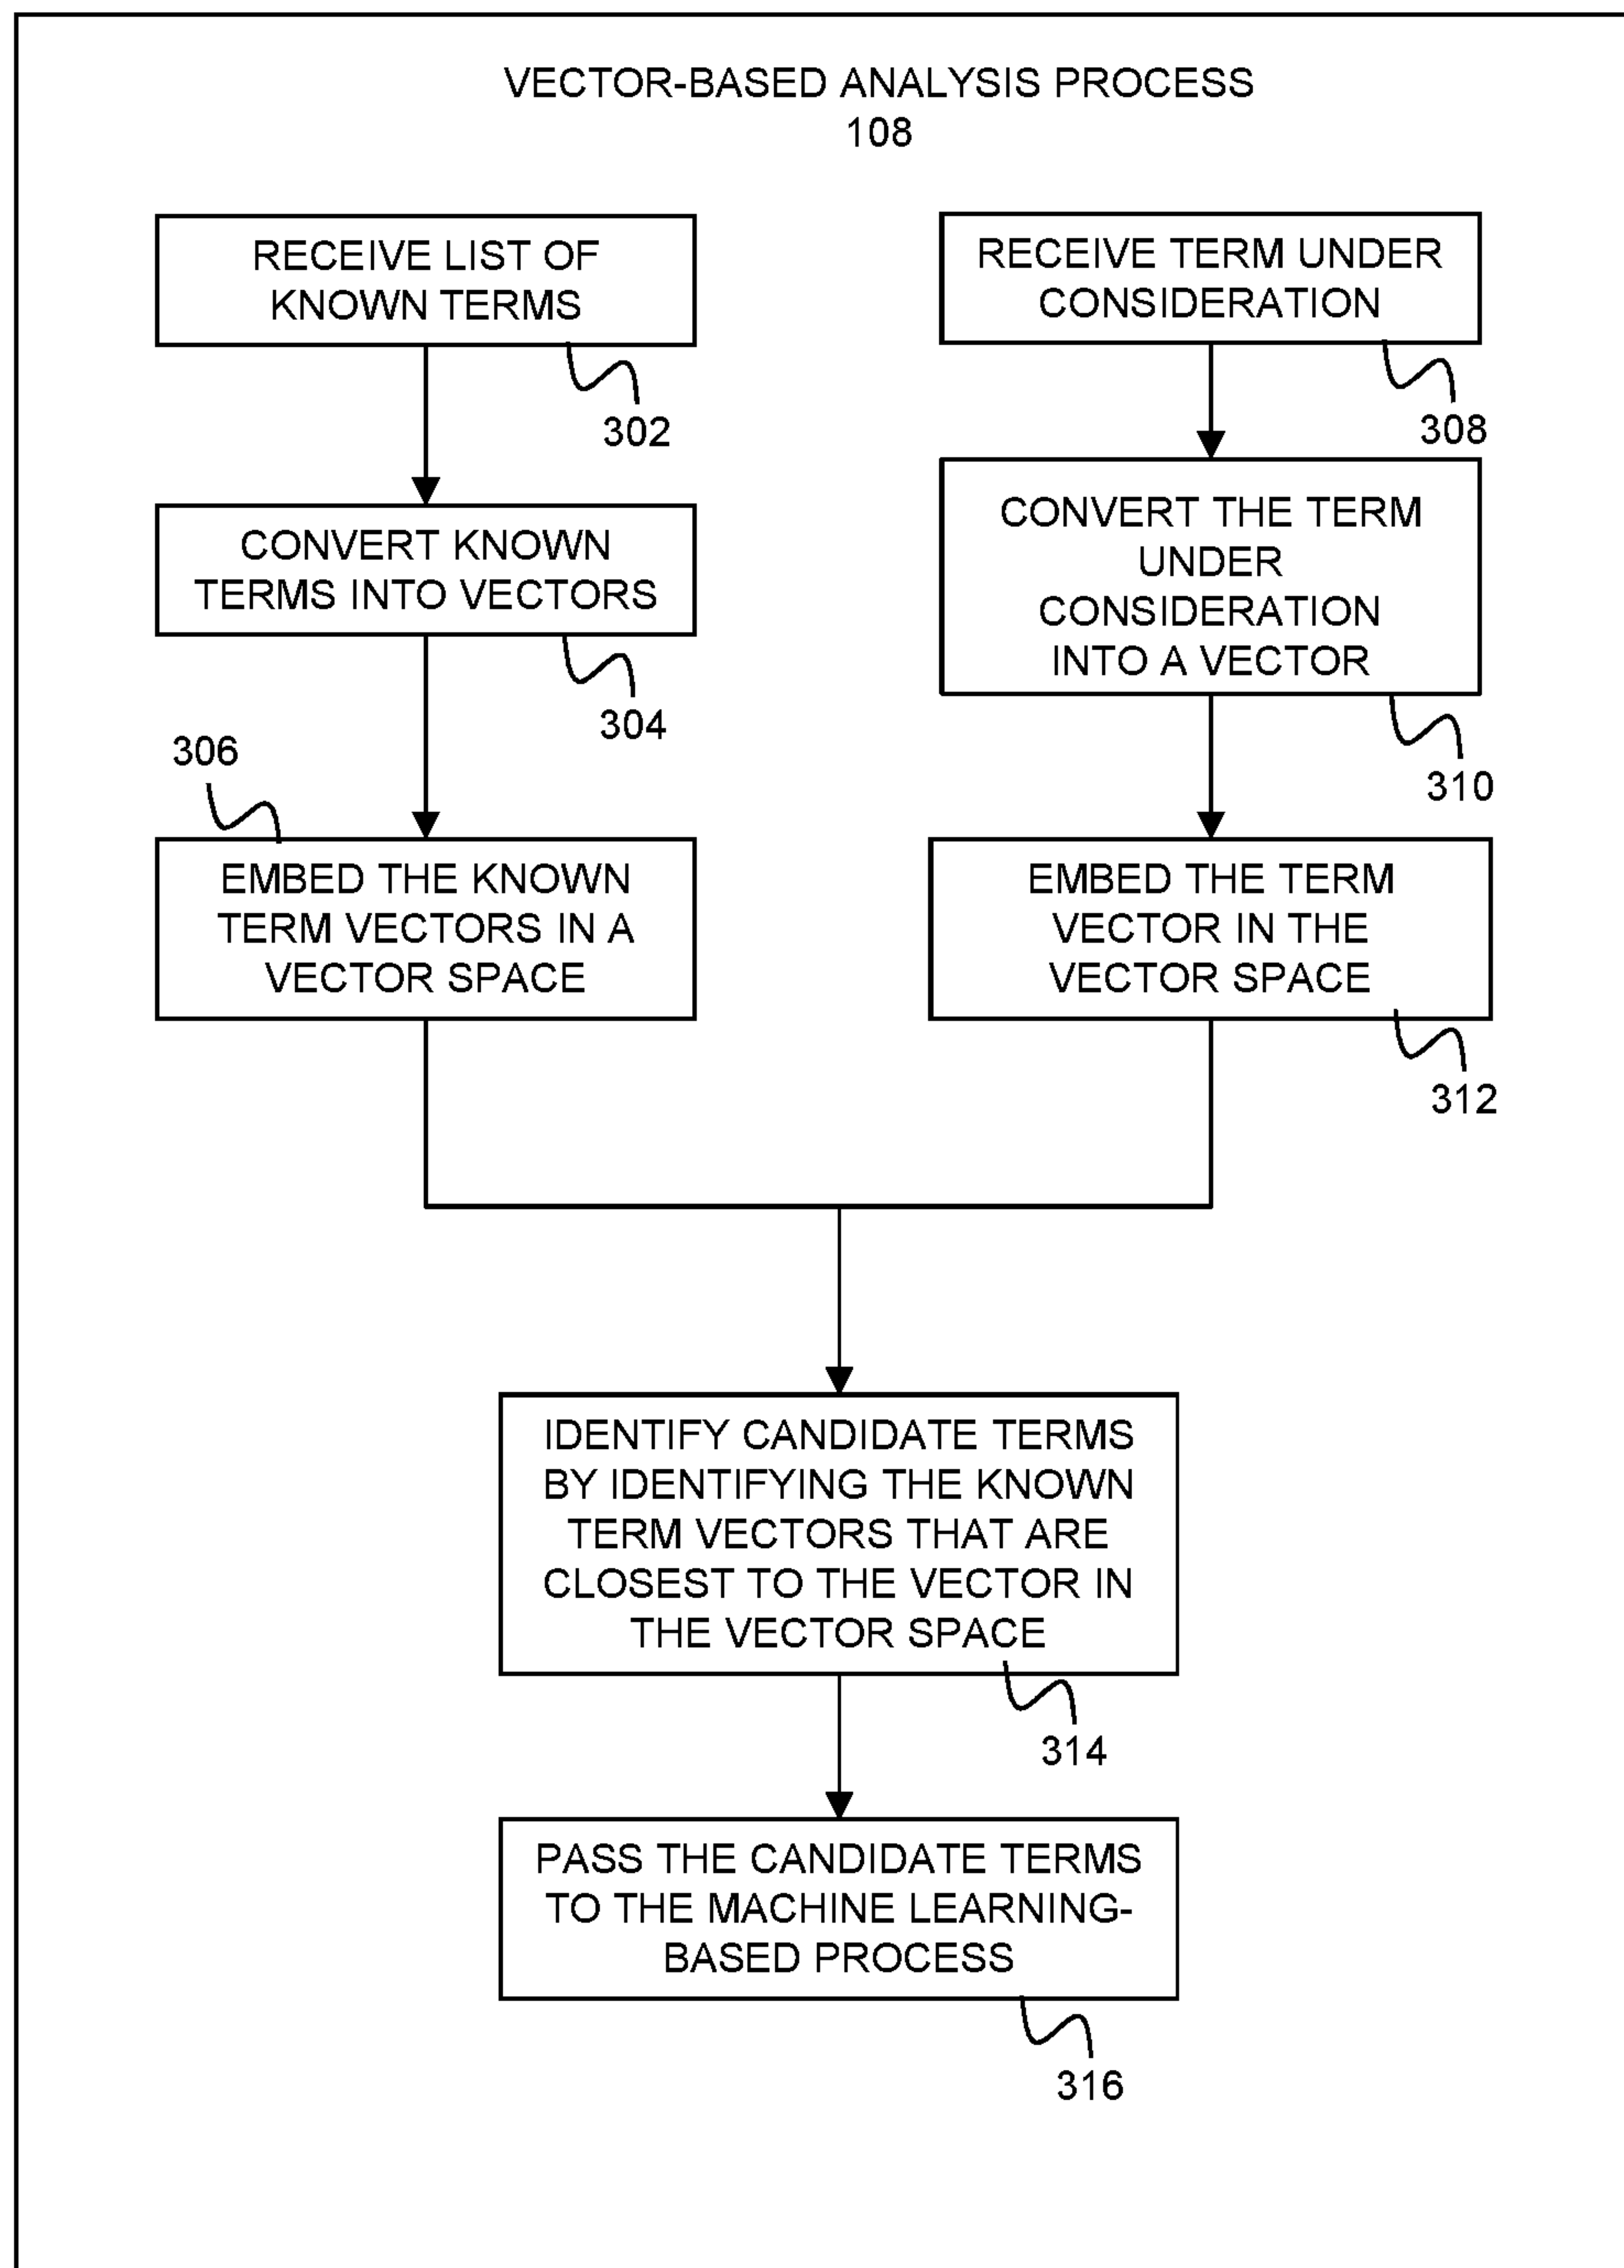 VECTOR-BASED ANALYSIS PROCESS
108
RECEIVE LIST OF
KNOWN TERMS
302
CONVERT KNOWN
TERMS INTO VECTORS
304
306
EMBED THE KNOWN
TERM VECTORS IN A
VECTOR SPACE
RECEIVE TERM UNDER
CONSIDERATION
308
CONVERT THE TERM
UNDER
CONSIDERATION
INTO A VECTOR
310
EMBED THE TERM
VECTOR IN THE
VECTOR SPACE
312
IDENTIFY CANDIDATE TERMS
BY IDENTIFYING THE KNOWN
TERM VECTORS THAT ARE
CLOSEST TO THE VECTOR IN
THE VECTOR SPACE
314
PASS THE CANDIDATE TERMS
TO THE MACHINE LEARNING-
BASED PROCESS
316